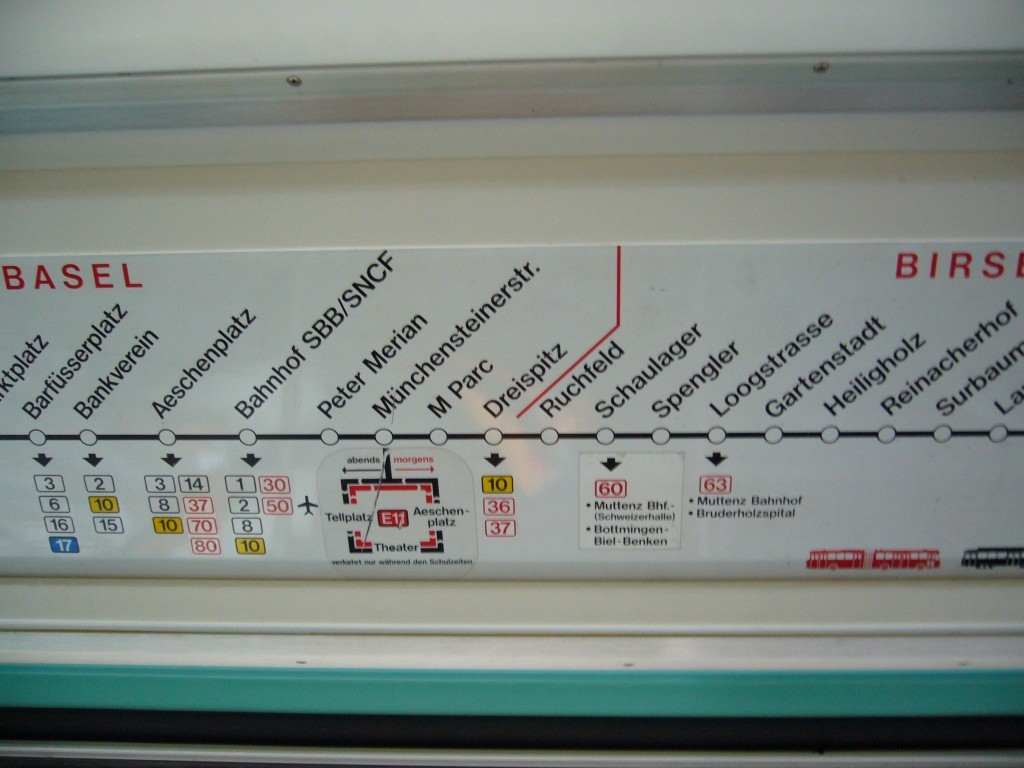 BASEL
BIRSE
Barfüsserplatz
Bankverein
Aeschenplatz
Bahnhof SBB/SNCF
Peter Merian
Münchensteinerstr.
M Parc
Dreispitz
Ruchfeld
Schaulager
Spengler
Loogstrasse
Gartenstadt
Heiligholz
Reinacherhof
Surbaum
3
6
16
17
2
10
15
3 14
8 37
10 70
80
1 30
2 50
8
10
abends morgens
Tellplatz E11 Aeschen-
platz
Theater
verkehrt nur während den Schulzeiten
10
36
37
60
• Muttenz Bhf.-
(Schweizerhalle)
• Bottmingen-
Biel-Benken
63
• Muttenz Bahnhof
• Bruderholzspital